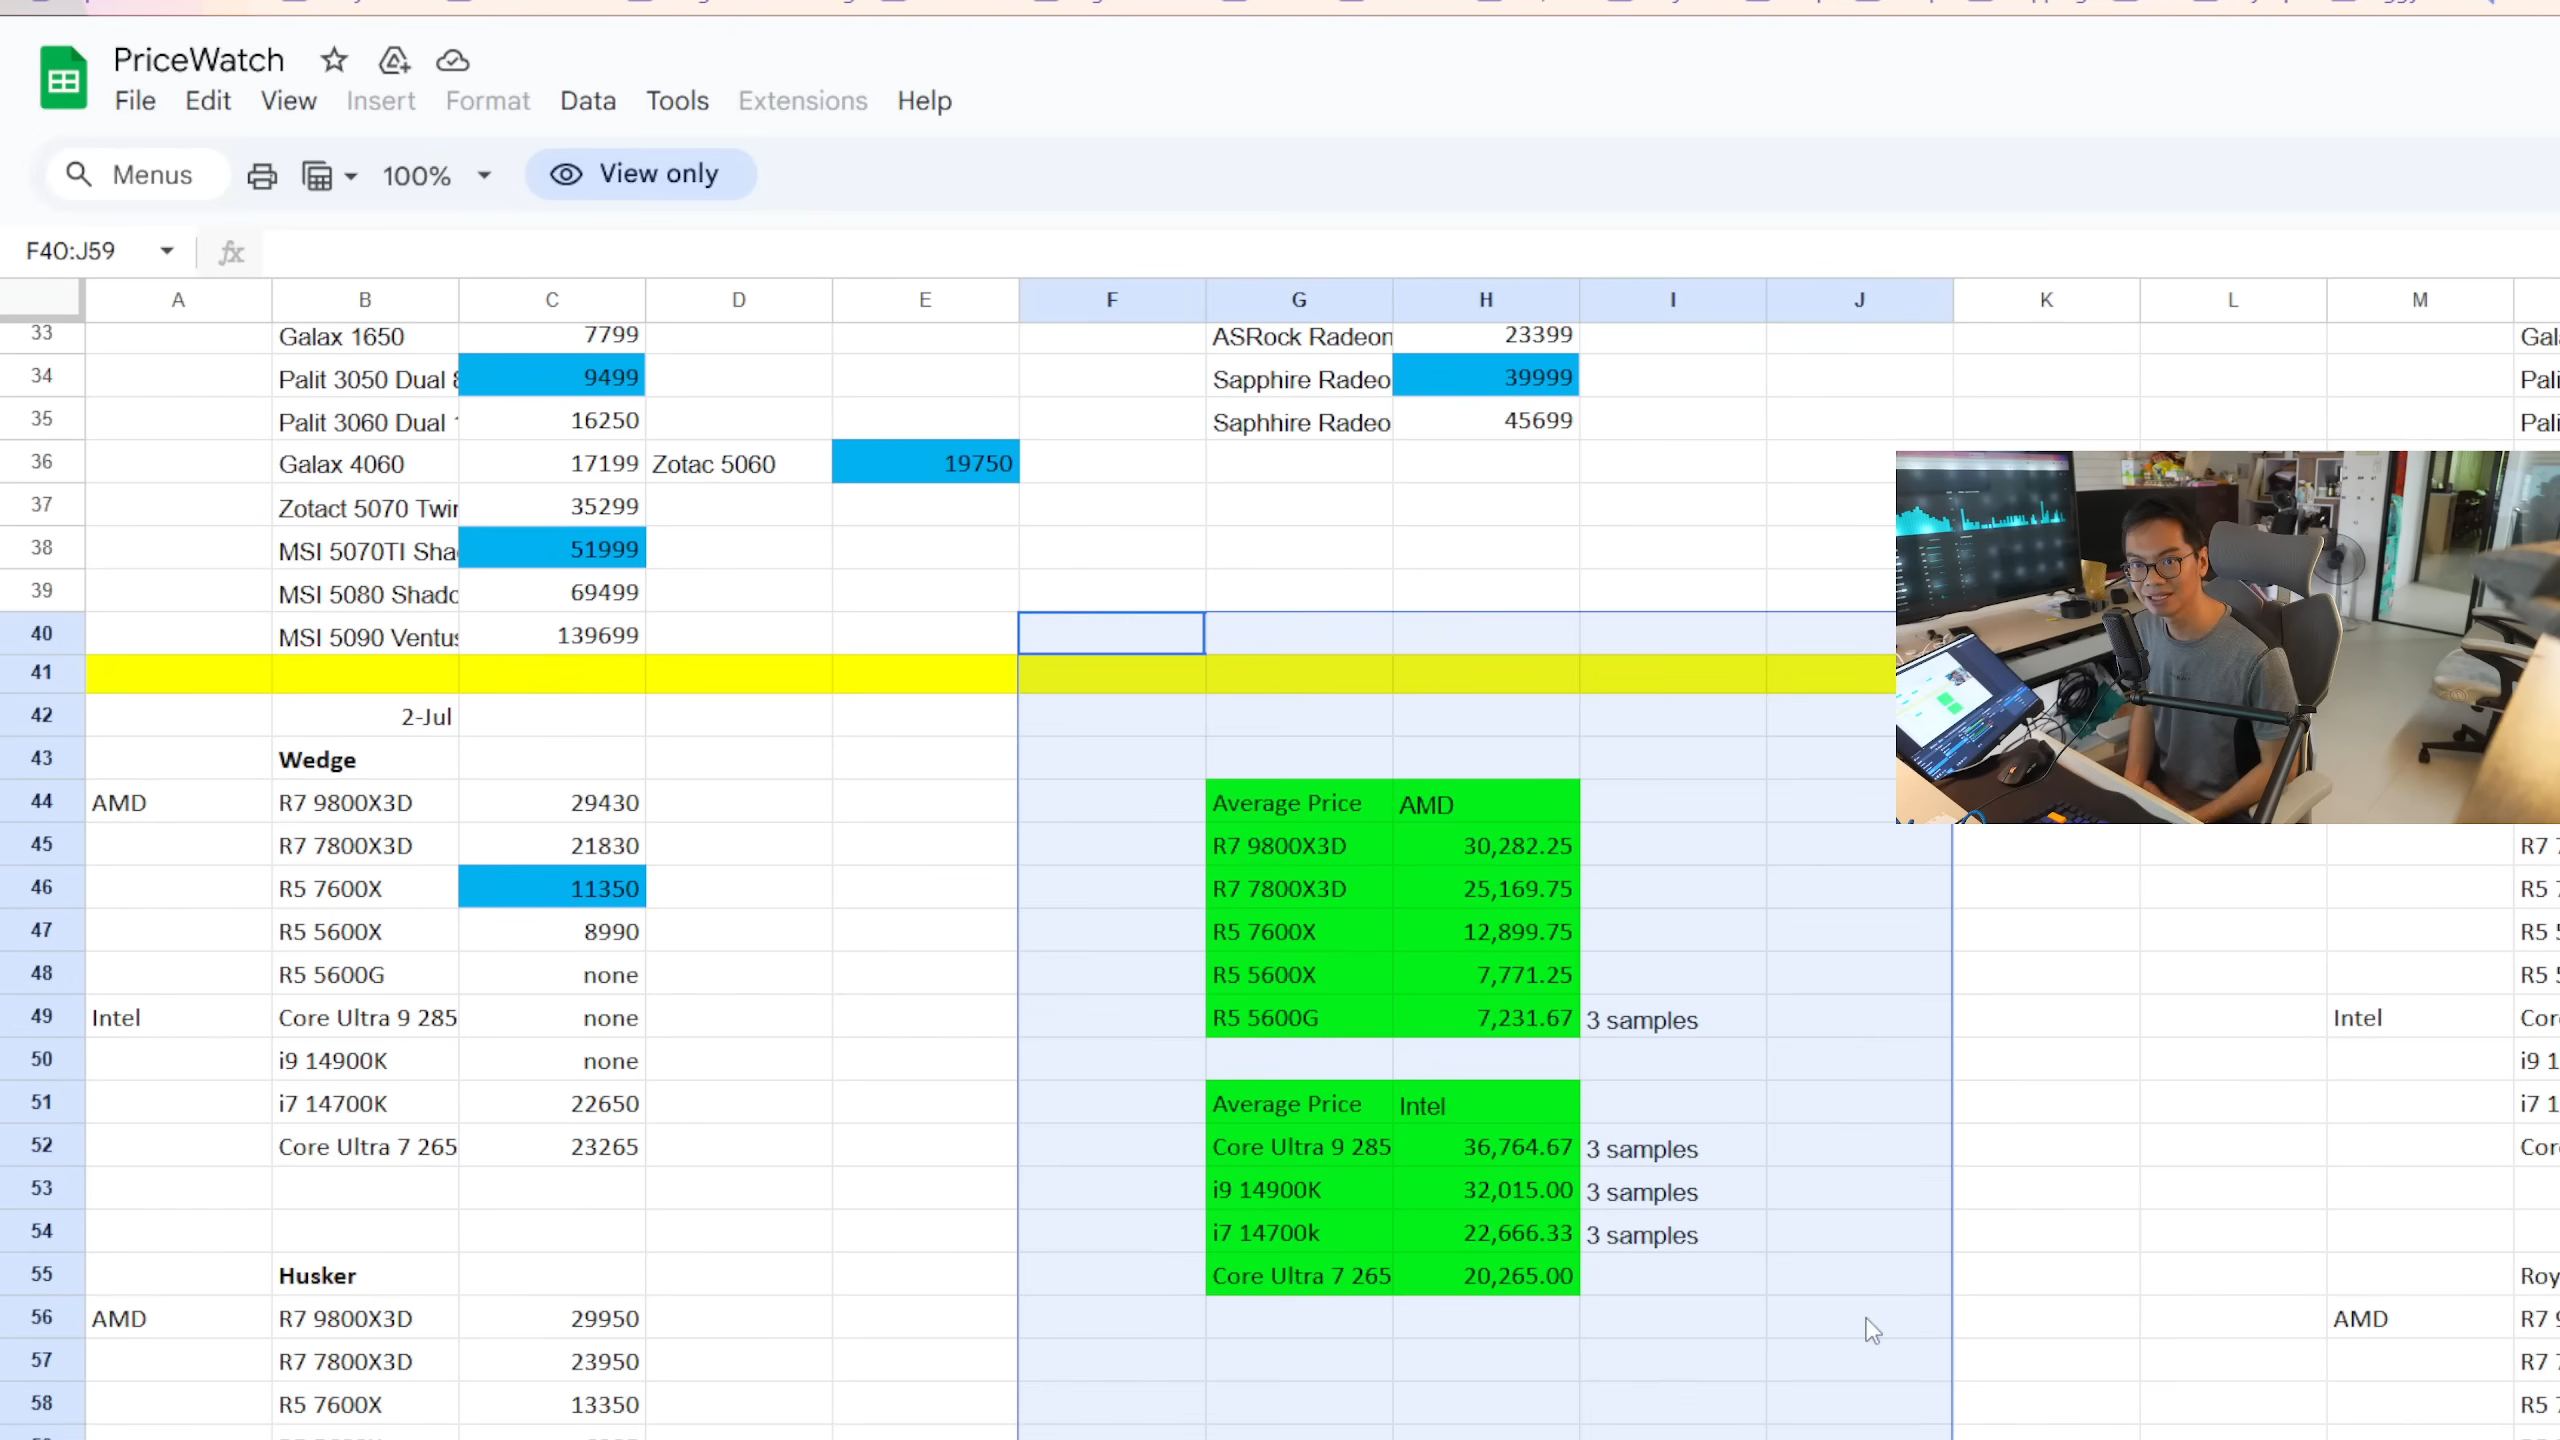 PriceWatch
File Edit View Insert Format Data Tools Extensions Help
Menus 100% View only
F40:J59 fx
A B C D E F G H I J K L M
33 Galax 1650 7799 ASRock Radeon 23399
34 Palit 3050 Dual 9499 Sapphire Radeo 39999
35 Palit 3060 Dual 16250 Saphhire Radeo 45699
36 Galax 4060 17199 Zotac 5060 19750
37 Zotact 5070 Twin 35299
38 MSI 5070TI Sha 51999
39 MSI 5080 Shado 69499
40 MSI 5090 Ventus 139699
41
42 2-Jul
43 Wedge
44 AMD R7 9800X3D 29430 Average Price AMD
45 R7 7800X3D 21830 R7 9800X3D 30,282.25 R7
46 R5 7600X 11350 R7 7800X3D 25,169.75 R5
47 R5 5600X 8990 R5 7600X 12,899.75 R5
48 R5 5600G none R5 5600X 7,771.25 R5
49 Intel Core Ultra 9 285 none R5 5600G 7,231.67 3 samples Intel
50 i9 14900K none
51 i7 14700K 22650 Average Price Intel
52 Core Ultra 7 265 23265 Core Ultra 9 285 36,764.67 3 samples
53 i9 14900K 32,015.00 3 samples
54 i7 14700k 22,666.33 3 samples
55 Husker Core Ultra 7 265 20,265.00
56 AMD R7 9800X3D 29950 AMD R7
57 R7 7800X3D 23950 R7
58 R5 7600X 13350 R5